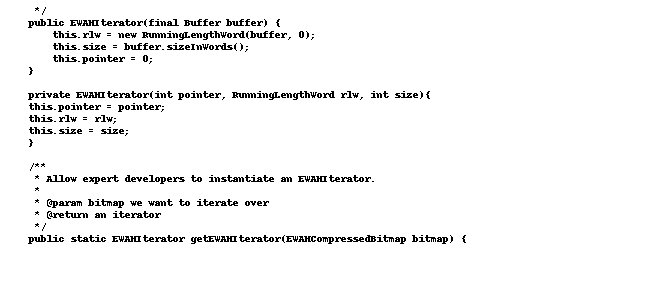 */
public EWAHIterator(final Buffer buffer) {
    this.rlw = new RunningLengthWord(buffer, 0);
    this.size = buffer.sizeInWords();
    this.pointer = 0;
}

private EWAHIterator(int pointer, RunningLengthWord rlw, int size){
this.pointer = pointer;
this.rlw = rlw;
this.size = size;
}

/**
 * Allow expert developers to instantiate an EWAHIterator.
 *
 * @param bitmap we want to iterate over
 * @return an iterator
 */
public static EWAHIterator getEWAHIterator(EWAHCompressedBitmap bitmap) {